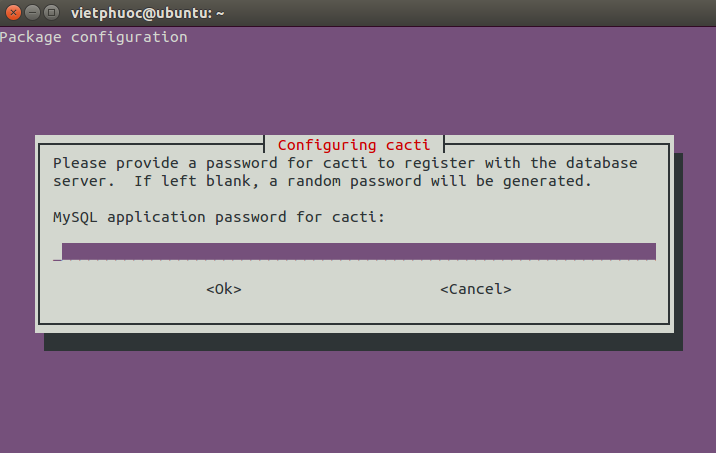 vietphuoc@ubuntu: ~
Package configuration
Configuring cacti
Please provide a password for cacti to register with the database
server.  If left blank, a random password will be generated.
MySQL application password for cacti:
<Ok> <Cancel>